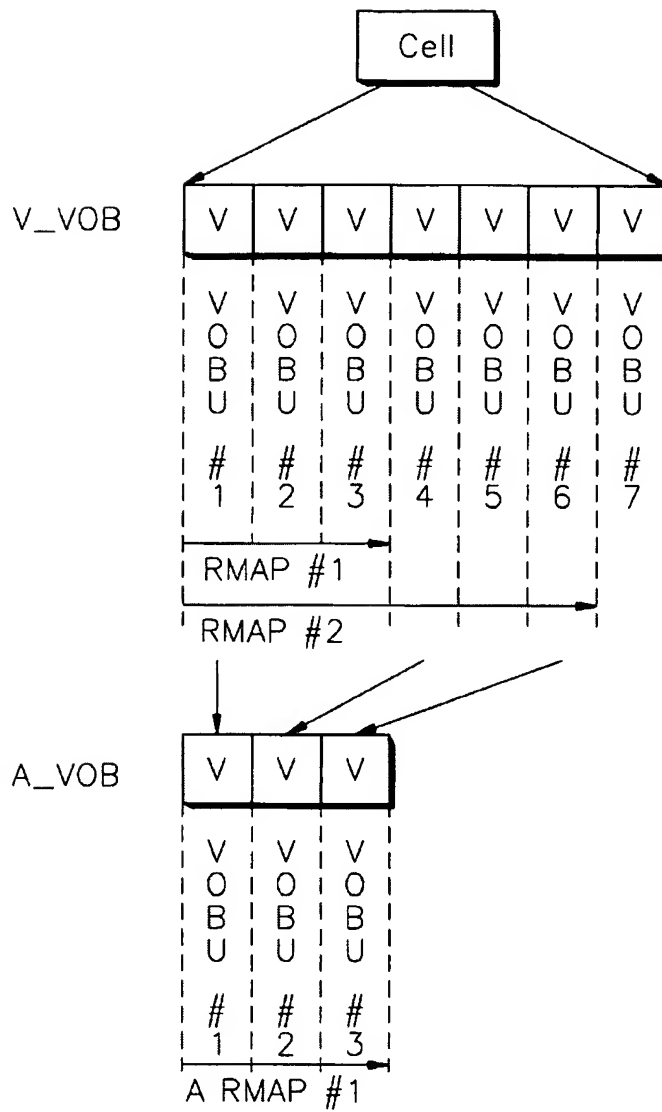 Cell
V_VOB V V V V V V V
VOBU #1 VOBU #2 VOBU #3 VOBU #4 VOBU #5 VOBU #6 VOBU #7
RMAP #1
RMAP #2
A_VOB V V V
VOBU #1 VOBU #2 VOBU #3
A RMAP #1